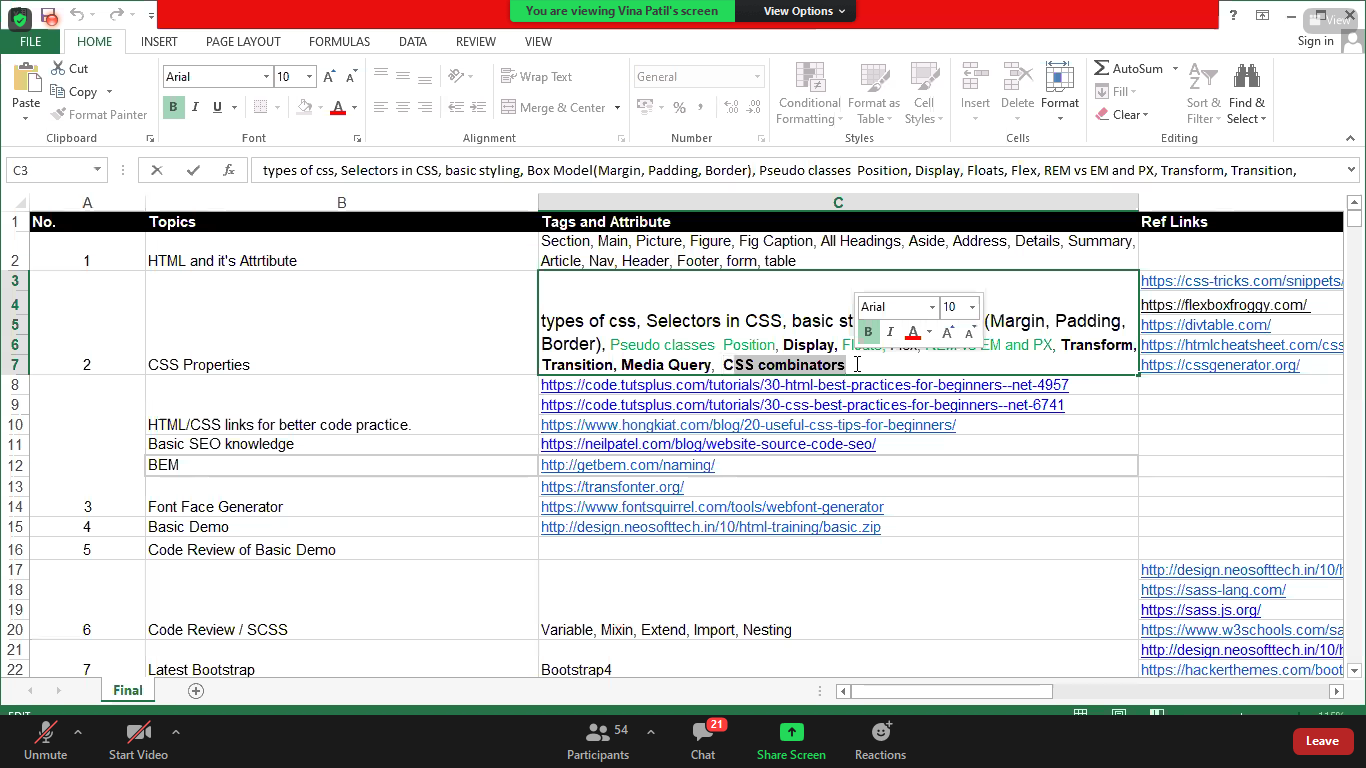 You are viewing Vina Patil's screen
View Options
View
Sign in
FILE
HOME
INSERT
PAGE LAYOUT
FORMULAS
DATA
REVIEW
VIEW
Paste
Cut
Copy
Format Painter
Clipboard
Arial
10
B I U
Font
Wrap Text
Merge & Center
Alignment
General
Number
Conditional Formatting
Format as Table
Cell Styles
Styles
Insert
Delete
Format
Cells
AutoSum
Fill
Clear
Sort & Filter
Find & Select
Editing
C3
types of css, Selectors in CSS, basic styling, Box Model(Margin, Padding, Border), Pseudo classes Position, Display, Floats, Flex, REM vs EM and PX, Transform, Transition,
A B C
1 No. Topics Tags and Attribute Ref Links
Section, Main, Picture, Figure, Fig Caption, All Headings, Aside, Address, Details, Summary,
2 1 HTML and it's Attrtibute Article, Nav, Header, Footer, form, table
3 https://css-tricks.com/snippets/
4 https://flexboxfroggy.com/
5 types of css, Selectors in CSS, basic st (Margin, Padding, https://divtable.com/
6 Border), Pseudo classes Position, Display, Floats, Flex, REM vs EM and PX, Transform, https://htmlcheatsheet.com/css
7 2 CSS Properties Transition, Media Query, CSS combinators https://cssgenerator.org/
Arial 10
B I A A A
8 https://code.tutsplus.com/tutorials/30-html-best-practices-for-beginners--net-4957
9 https://code.tutsplus.com/tutorials/30-css-best-practices-for-beginners--net-6741
10 HTML/CSS links for better code practice. https://www.hongkiat.com/blog/20-useful-css-tips-for-beginners/
11 Basic SEO knowledge https://neilpatel.com/blog/website-source-code-seo/
12 BEM http://getbem.com/naming/
13 https://transfonter.org/
14 3 Font Face Generator https://www.fontsquirrel.com/tools/webfont-generator
15 4 Basic Demo http://design.neosofttech.in/10/html-training/basic.zip
16 5 Code Review of Basic Demo
17 http://design.neosofttech.in/10/h
18 https://sass-lang.com/
19 https://sass.js.org/
20 6 Code Review / SCSS Variable, Mixin, Extend, Import, Nesting https://www.w3schools.com/sa
21 http://design.neosofttech.in/10/h
22 7 Latest Bootstrap Bootstrap4 https://hackerthemes.com/boot
Final
Unmute
Start Video
Participants
54
Chat
21
Share Screen
Reactions
Leave